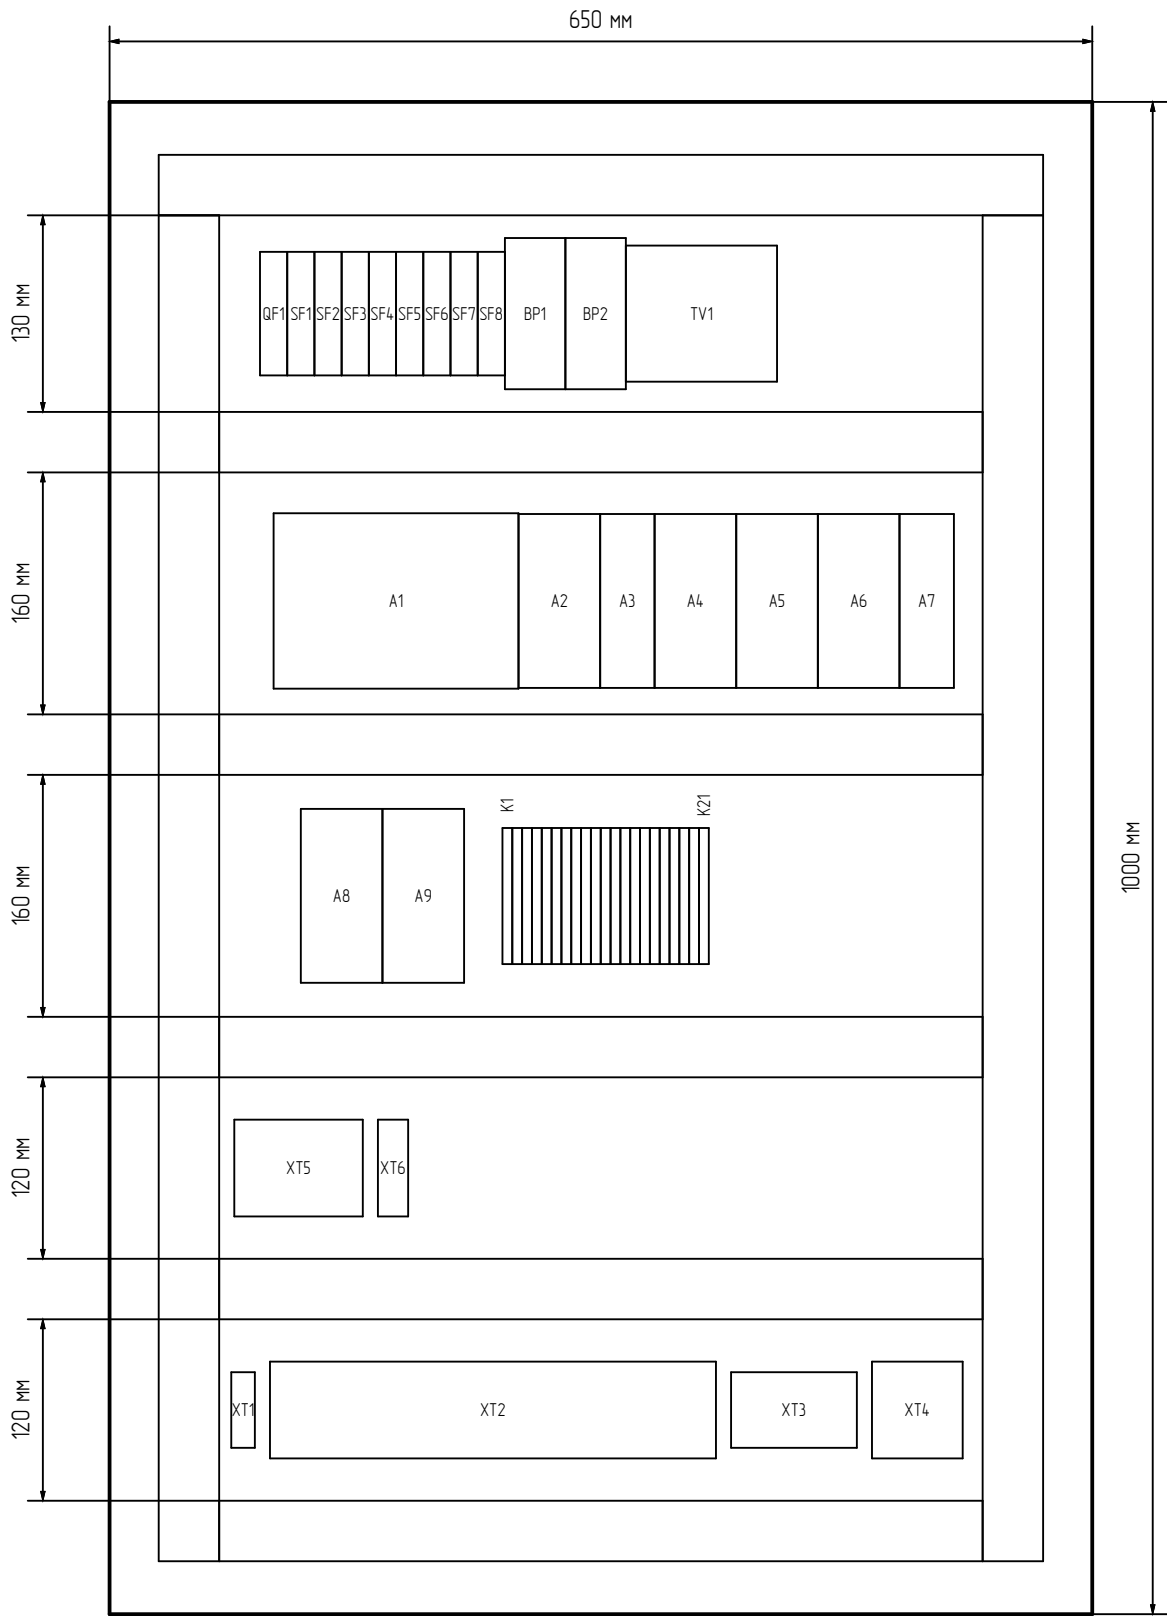 650 мм
130 мм
QF1 SF1 SF2 SF3 SF4 SF5 SF6 SF7 SF8 BP1 BP2 TV1
160 мм
A1 A2 A3 A4 A5 A6 A7
K1 K21
160 мм
A8 A9
1000 мм
120 мм
XT5 XT6
120 мм
XT1 XT2 XT3 XT4